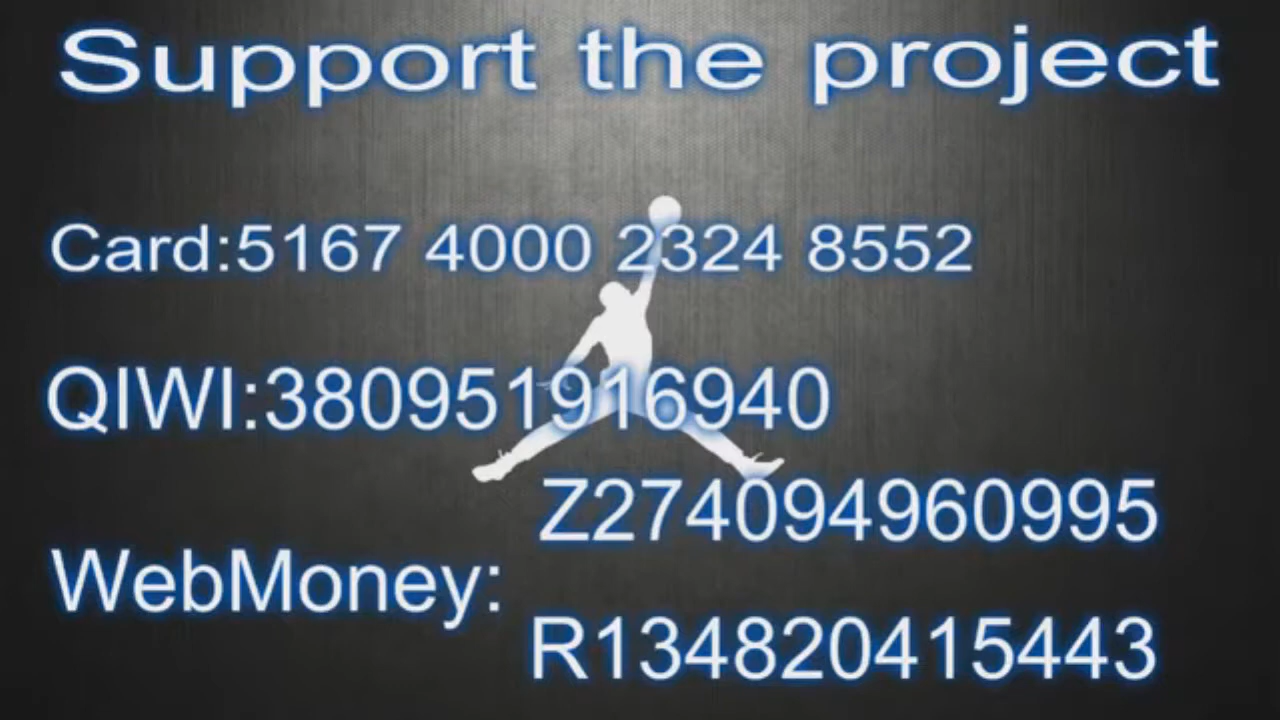 Support the project
Card:5167 4000 2324 8552
QIWI:380951916940
Z274094960995
WebMoney:
R134820415443